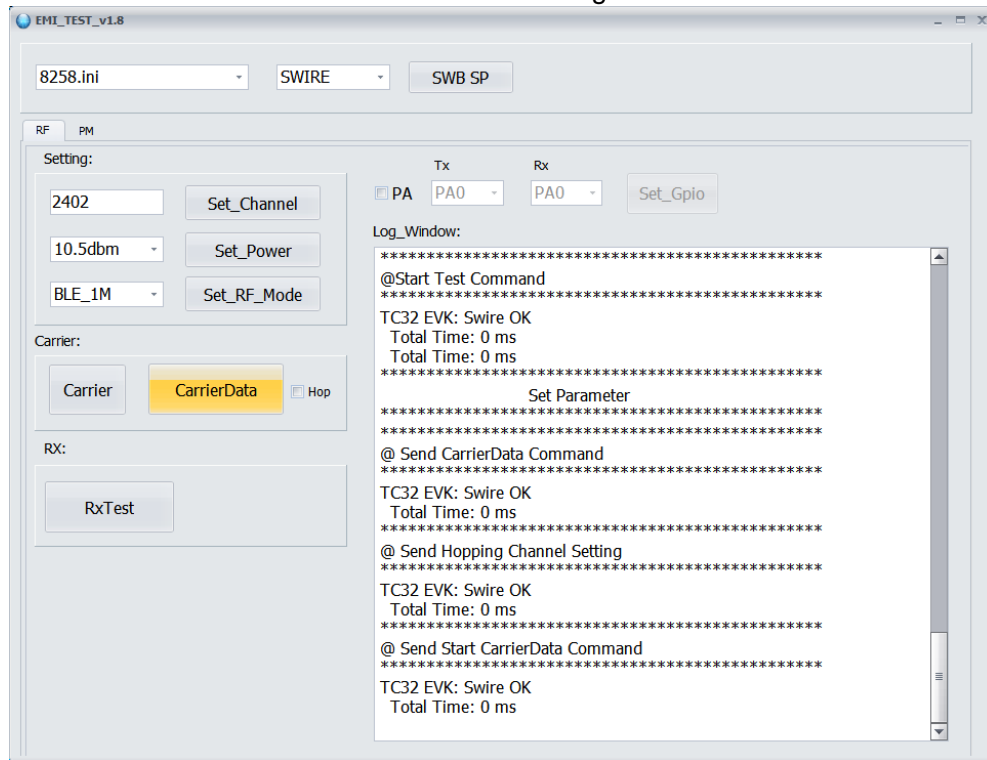 EMI_TEST_v1.8
8258.ini SWIRE SWB SP
RF PM
Setting:
2402 Set_Channel
10.5dbm Set_Power
BLE_1M Set_RF_Mode
Carrier:
Carrier CarrierData Hop
RX:
RxTest
Tx Rx
PA PA0 PA0 Set_Gpio
Log_Window:
**************************************************
@Start Test Command
**************************************************
TC32 EVK: Swire OK
Total Time: 0 ms
Total Time: 0 ms
**************************************************
Set Parameter
**************************************************
**************************************************
@ Send CarrierData Command
**************************************************
TC32 EVK: Swire OK
Total Time: 0 ms
**************************************************
@ Send Hopping Channel Setting
**************************************************
TC32 EVK: Swire OK
Total Time: 0 ms
**************************************************
@ Send Start CarrierData Command
**************************************************
TC32 EVK: Swire OK
Total Time: 0 ms